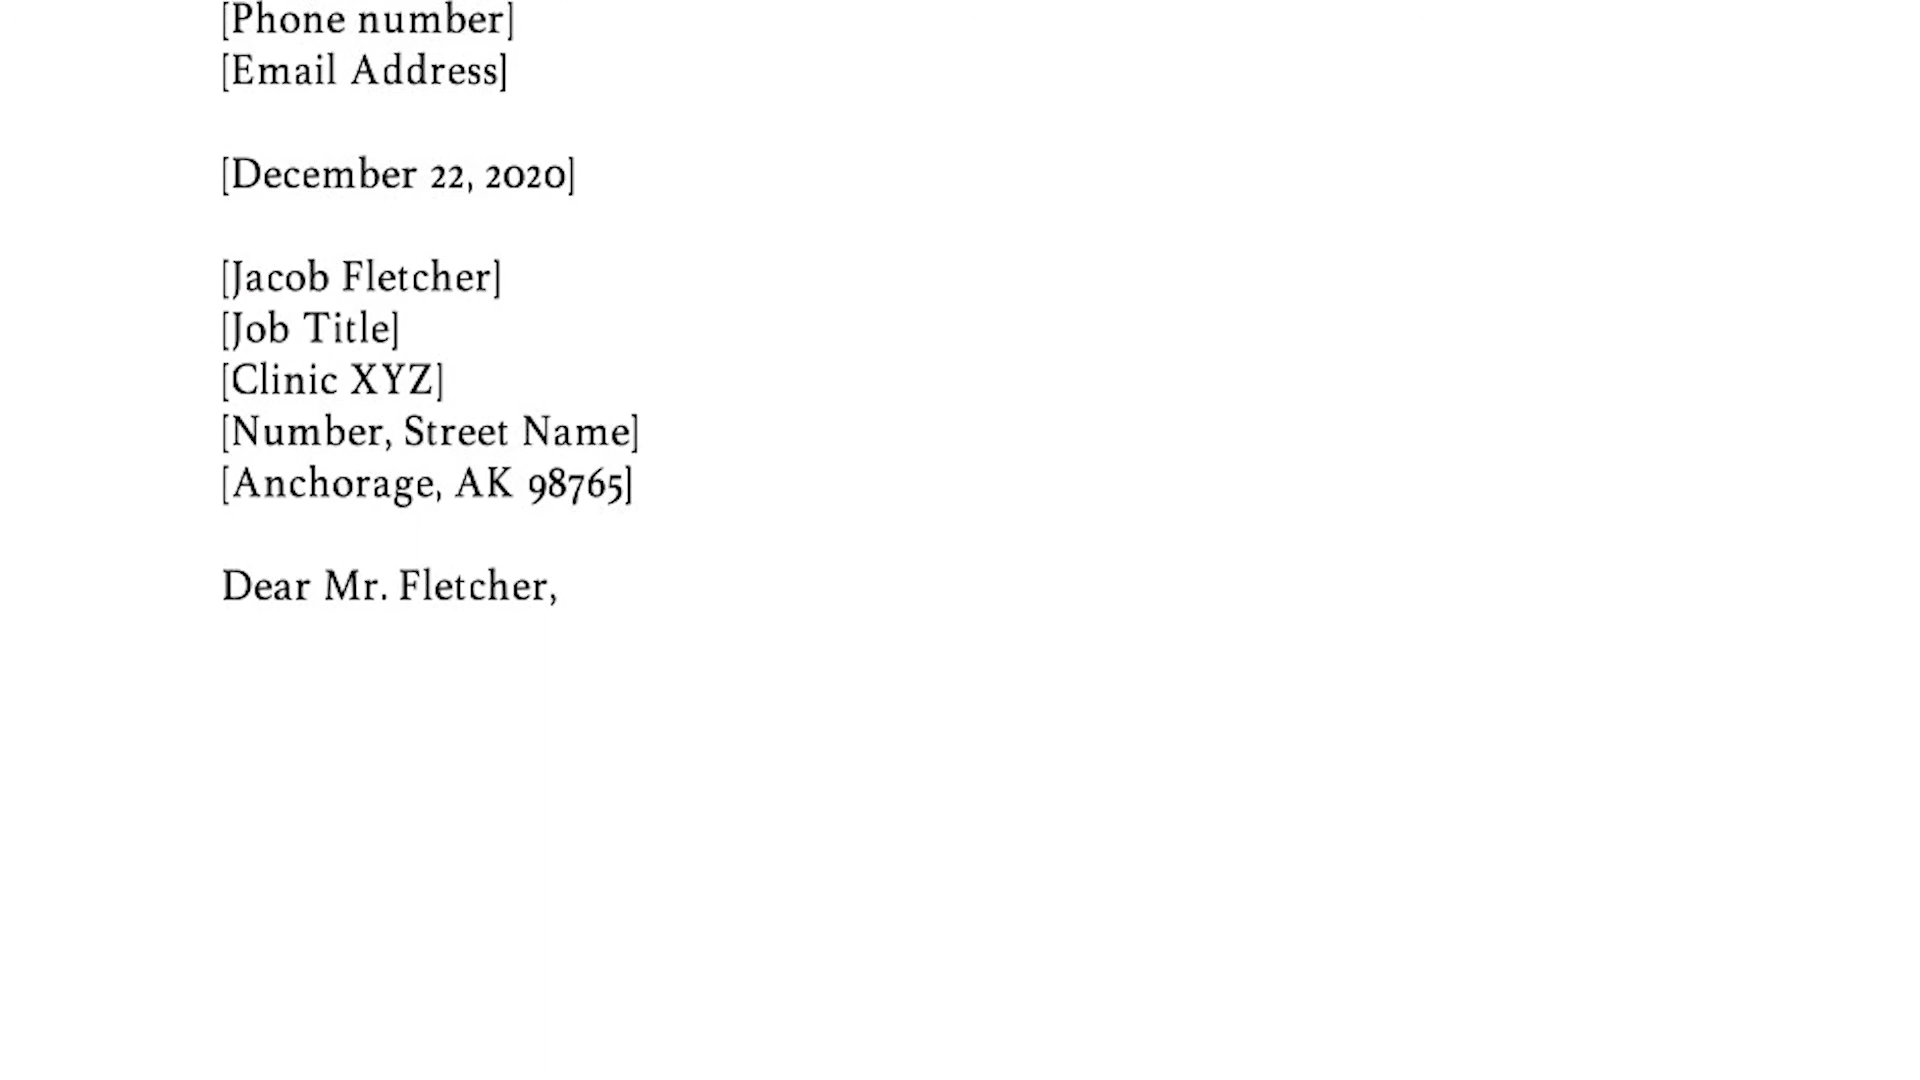 [Phone number]
[Email Address]
[December 22, 2020]
[Jacob Fletcher]
[Job Title]
[Clinic XYZ]
[Number, Street Name]
[Anchorage, AK 98765]
Dear Mr. Fletcher,